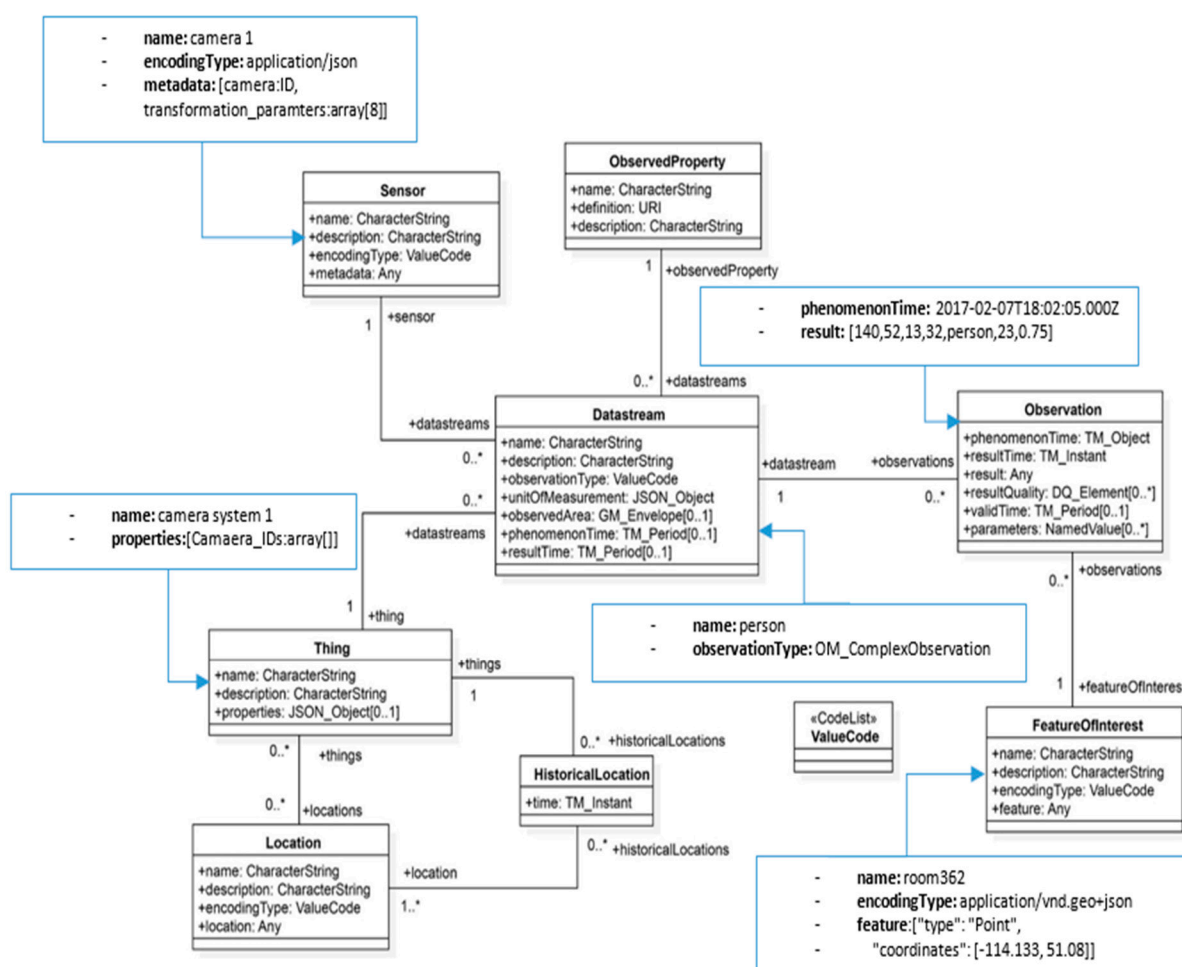 - name: camera 1
- encodingType: application/json
- metadata: [camera:ID,
transformation_paramters:array[8]]
ObservedProperty
+name: CharacterString
+definition: URI
+description: CharacterString
Sensor
+name: CharacterString
+description: CharacterString
+encodingType: ValueCode
+metadata: Any
1 +observedProperty
1 +sensor
- phenomenonTime: 2017-02-07T18:02:05.000Z
- result: [140,52,13,32,person,23,0.75]
0..* +datastreams
Datastream
+name: CharacterString
+description: CharacterString
+observationType: ValueCode
+unitOfMeasurement: JSON_Object
+observedArea: GM_Envelope[0..1]
+phenomenonTime: TM_Period[0..1]
+resultTime: TM_Period[0..1]
+datastreams
0..*
+datastream
1
+observations
0..*
Observation
+phenomenonTime: TM_Object
+resultTime: TM_Instant
+result: Any
+resultQuality: DQ_Element[0..*]
+validTime: TM_Period[0..1]
+parameters: NamedValue[0..*]
0..*
+datastreams
- name: camera system 1
- properties:[Camaera_IDs:array[]]
+observations
0..*
1
+thing
- name: person
- observationType: OM_ComplexObservation
Thing
+name: CharacterString
+description: CharacterString
+properties: JSON_Object[0..1]
+things
1
1 +featureOfInterest
«CodeList»
ValueCode
FeatureOfInterest
+name: CharacterString
+description: CharacterString
+encodingType: ValueCode
+feature: Any
0..*
+things
0..* +historicalLocations
HistoricalLocation
+time: TM_Instant
0..*
+locations
Location
+name: CharacterString
+description: CharacterString
+encodingType: ValueCode
+location: Any
0..* +historicalLocations
+location
1..*
- name: room362
- encodingType: application/vnd.geo+json
- feature:["type": "Point",
- "coordinates": [-114.133, 51.08]]